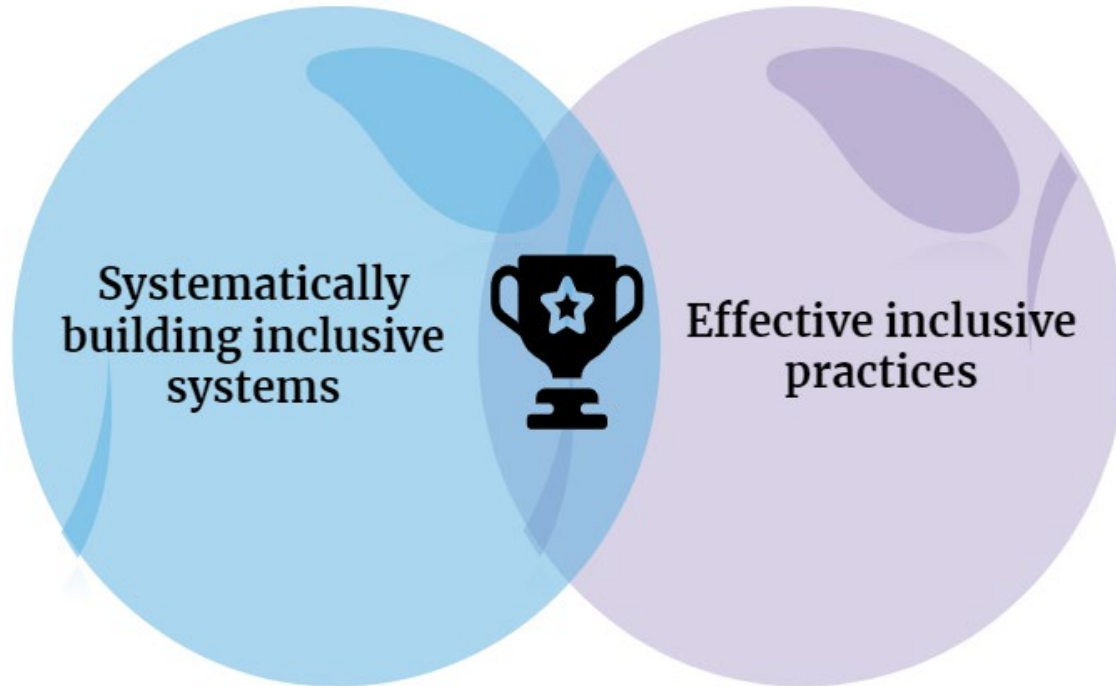 Systematically
building inclusive
systems
Effective inclusive
practices